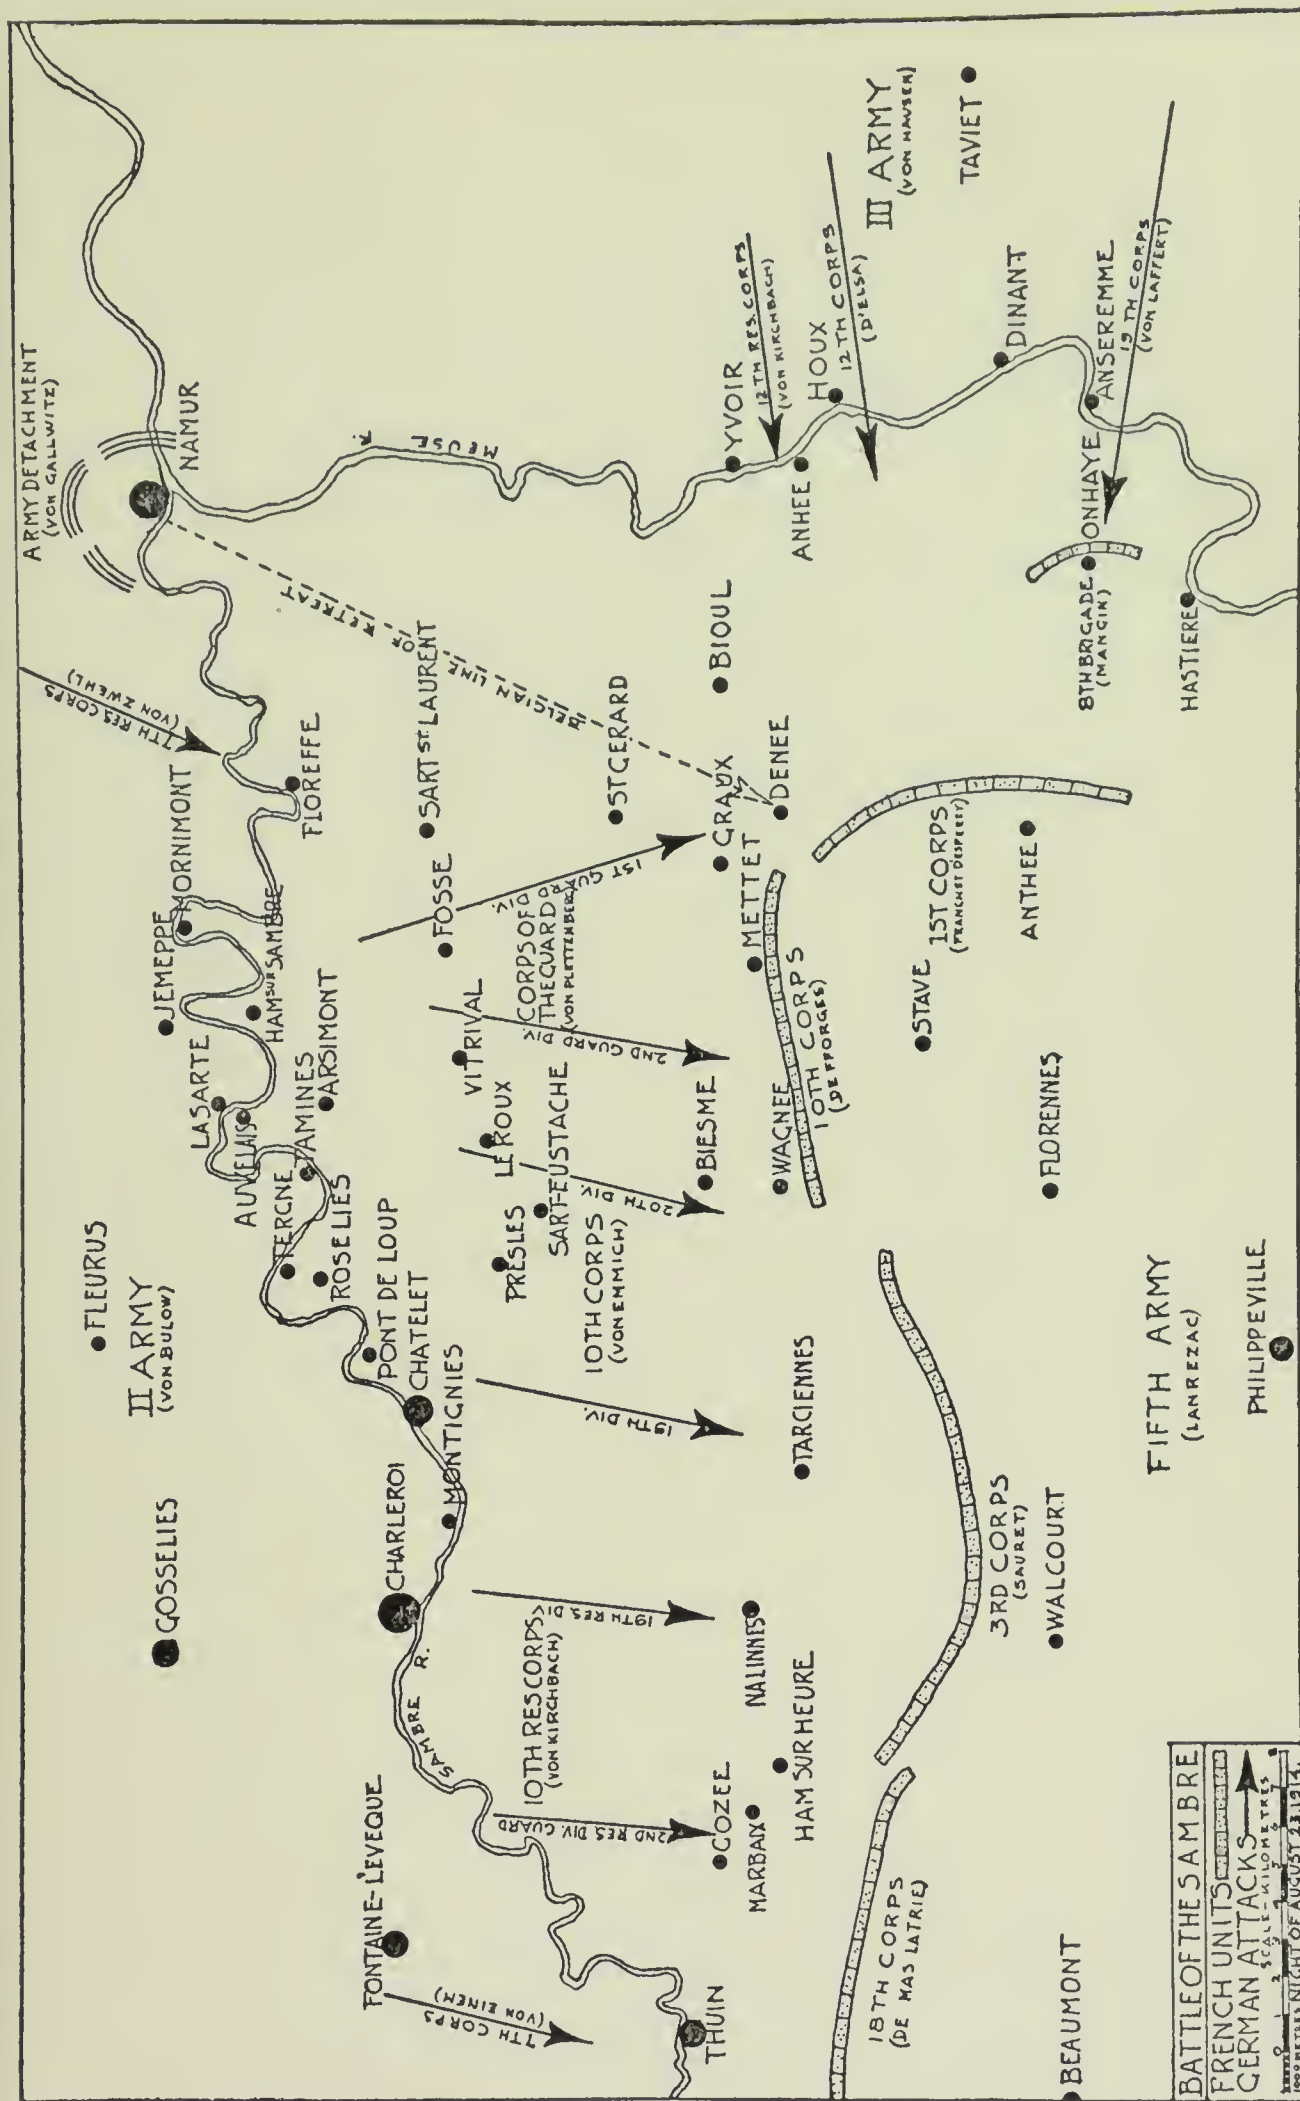 ARMY DETACHMENT
(VON GALLWITZ)
NAMUR
MEUSE R.
7TH RES CORPS
(VON ZWEHL)
BELGIAN LINE OF RETREAT
FLEURUS
II ARMY
(VON BULOW)
GOSSELIES
JEMEPPE
MORNIMONT
FLOREFFE
HAM SUR SAMBRE
LASARTE
AUVELAIS
TAMINES
ARSIMONT
TERGNE
ROSELIES
PONT DE LOUP
CHATELET
MONTIGNIES
CHARLEROI
SAMBRE R.
FONTAINE-L'EVEQUE
7TH CORPS
(VON EINEM)
THUIN
SART ST. LAURENT
FOSSE
ST GERARD
1ST GUARD DIV.
CORPS OF
THE GUARD
(VON PLETTENBERG)
VITRIVAL
2ND GUARD DIV.
LE ROUX
SART-EUSTACHE
PRESLES
20TH DIV.
10TH CORPS
(VON EMMICH)
19TH DIV.
19TH RES. DIV
10TH RES CORPS
(VON KIRCHBACH)
2ND RES. DIV. GUARD
BIOUL
GRAUX
DENEE
METTET
BIESME
WAGNEE
10TH CORPS
(DEFFORGES)
TARCIENNES
NALINNES
HAM SUR HEURE
GOZEE
MARBAIX
YVOIR
12TH RES. CORPS
(VON KIRCHBACH)
ANHEE
HOUX
12TH CORPS
(D'ELSA)
III ARMY
(VON HAUSEN)
TAVIET
DINANT
ANSEREMME
19TH CORPS
(VON LAFFERT)
ONHAYE
8TH BRIGADE
(MANGIN)
HASTIERE
1ST CORPS
(FRANCHET DESPEREY)
ANTHEE
STAVE
FLORENNES
3RD CORPS
(SAURET)
WALCOURT
18TH CORPS
(DE MAS LATRIE)
BEAUMONT
FIFTH ARMY
(LANREZAC)
PHILIPPEVILLE
BATTLE OF THE SAMBRE
FRENCH UNITS
GERMAN ATTACKS
SCALE-KILOMETRES
NIGHT OF AUGUST 23.1914.